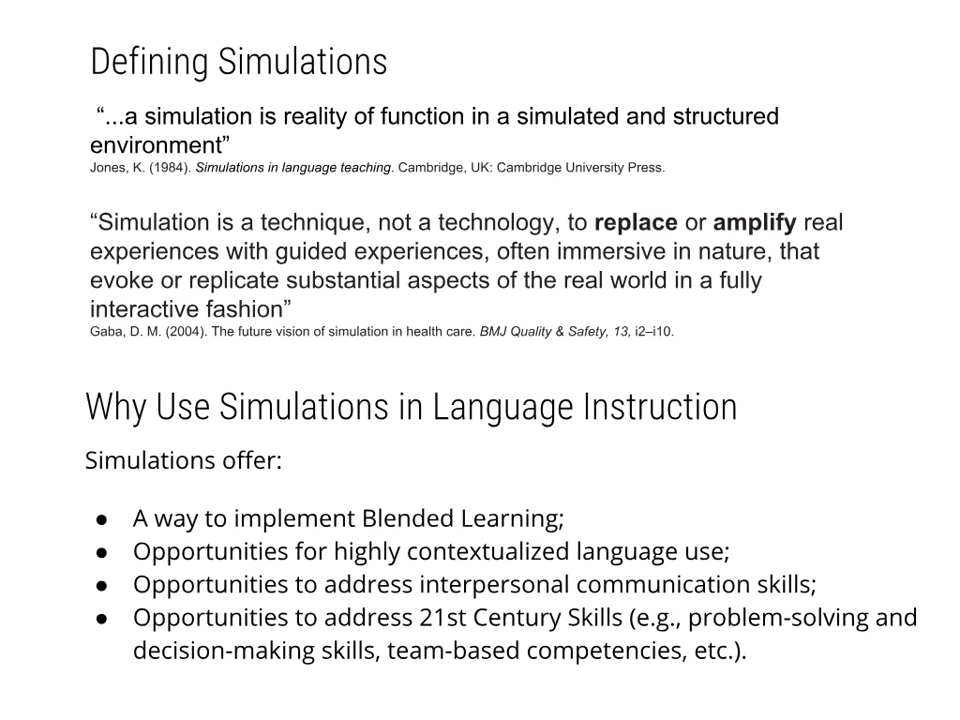 Defining Simulations
“...a simulation is reality of function in a simulated and structured
environment”
Jones, K. (1984). Simulations in language teaching. Cambridge, UK: Cambridge University Press.
“Simulation is a technique, not a technology, to replace or amplify real
experiences with guided experiences, often immersive in nature, that
evoke or replicate substantial aspects of the real world in a fully
interactive fashion”
Gaba, D. M. (2004). The future vision of simulation in health care. BMJ Quality & Safety, 13, i2–i10.
Why Use Simulations in Language Instruction
Simulations offer:
● A way to implement Blended Learning;
● Opportunities for highly contextualized language use;
● Opportunities to address interpersonal communication skills;
● Opportunities to address 21st Century Skills (e.g., problem-solving and
decision-making skills, team-based competencies, etc.).